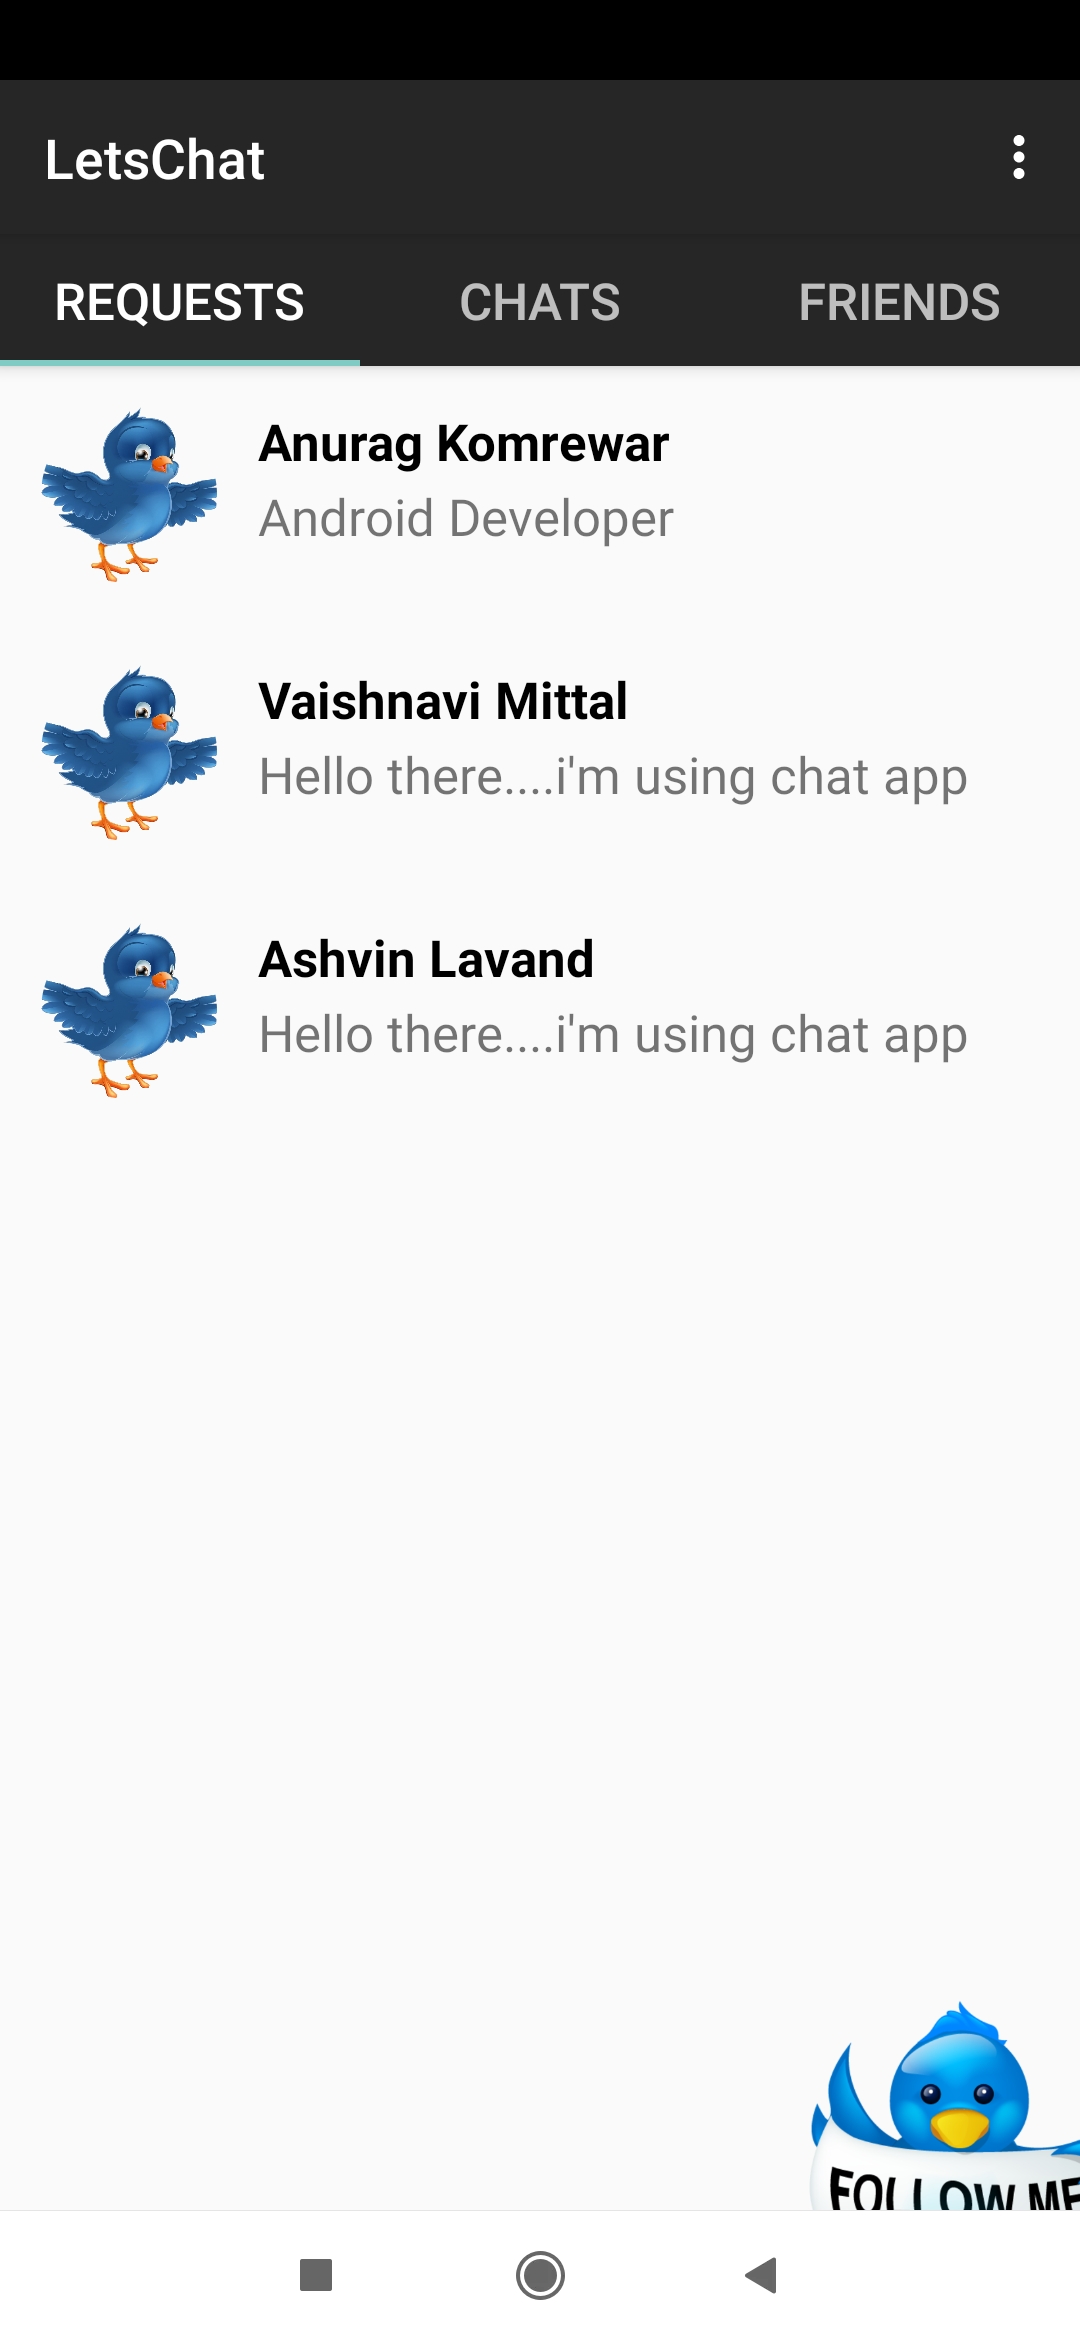 LetsChat
REQUESTS CHATS FRIENDS
Anurag Komrewar
Android Developer
Vaishnavi Mittal
Hello there....i'm using chat app
Ashvin Lavand
Hello there....i'm using chat app
FOLLOW ME